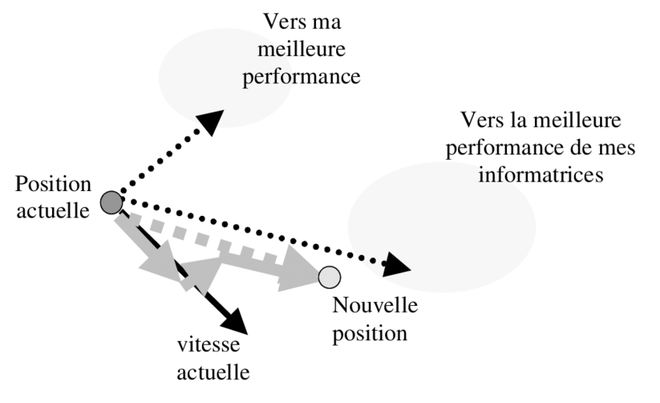 Vers ma
meilleure
performance
Vers la meilleure
performance de mes
informatrices
Position
actuelle
Nouvelle
position
vitesse
actuelle